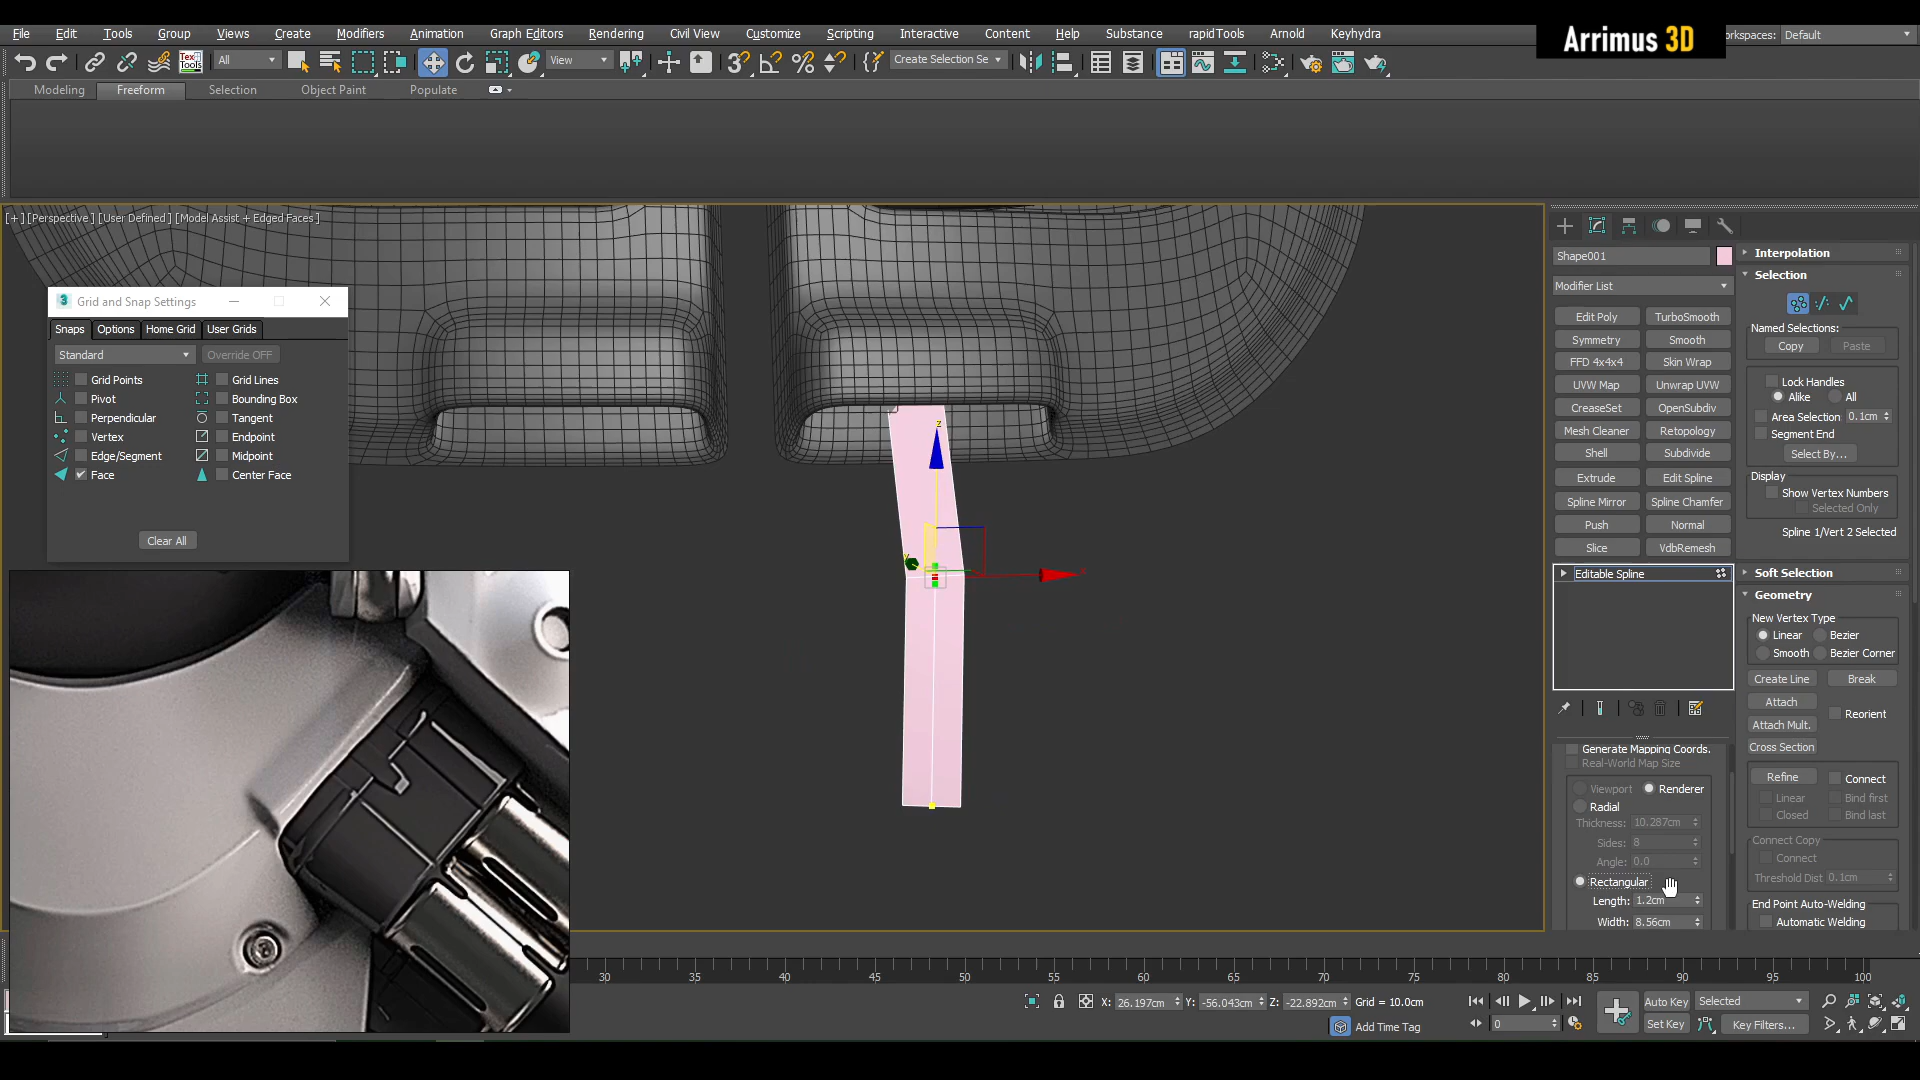 File Edit Tools Group Views Create Modifiers Animation Graph Editors Rendering Civil View Customize Scripting Interactive Content Help Substance rapidTools Arnold Keyhydra
Arrimus 3D
orkspaces: Default
TexTools All View Create Selection Se
Modeling Freeform Selection Object Paint Populate
[+] [Perspective] [User Defined] [Model Assist + Edged Faces]
3 Grid and Snap Settings
Snaps Options Home Grid User Grids
Standard Override OFF
Grid Points Grid Lines
Pivot Bounding Box
Perpendicular Tangent
Vertex Endpoint
Edge/Segment Midpoint
Face Center Face
Clear All
z
x
y
Shape001
Modifier List
Edit Poly TurboSmooth
Symmetry Smooth
FFD 4x4x4 Skin Wrap
UVW Map Unwrap UVW
CreaseSet OpenSubdiv
Mesh Cleaner Retopology
Shell Subdivide
Extrude Edit Spline
Spline Mirror Spline Chamfer
Push Normal
Slice VdbRemesh
Editable Spline
Generate Mapping Coords.
Real-World Map Size
Viewport Renderer
Radial
Thickness: 10.287cm
Sides: 8
Angle: 0.0
Rectangular
Length: 1.2cm
Width: 8.56cm
Interpolation
Selection
Named Selections:
Copy Paste
Lock Handles
Alike All
Area Selection 0.1cm
Segment End
Select By...
Display
Show Vertex Numbers
Selected Only
Spline 1/Vert 2 Selected
Soft Selection
Geometry
New Vertex Type
Linear Bezier
Smooth Bezier Corner
Create Line Break
Attach Reorient
Attach Mult.
Cross Section
Refine Connect
Linear Bind first
Closed Bind last
Connect Copy
Connect
Threshold Dist 0.1cm
End Point Auto-Welding
Automatic Welding
30 35 40 45 50 55 60 65 70 75 80 85 90 95 100
X: 26.197cm Y: -56.043cm Z: -22.892cm Grid = 10.0cm
Add Time Tag
0
Auto Key Selected
Set Key Key Filters...